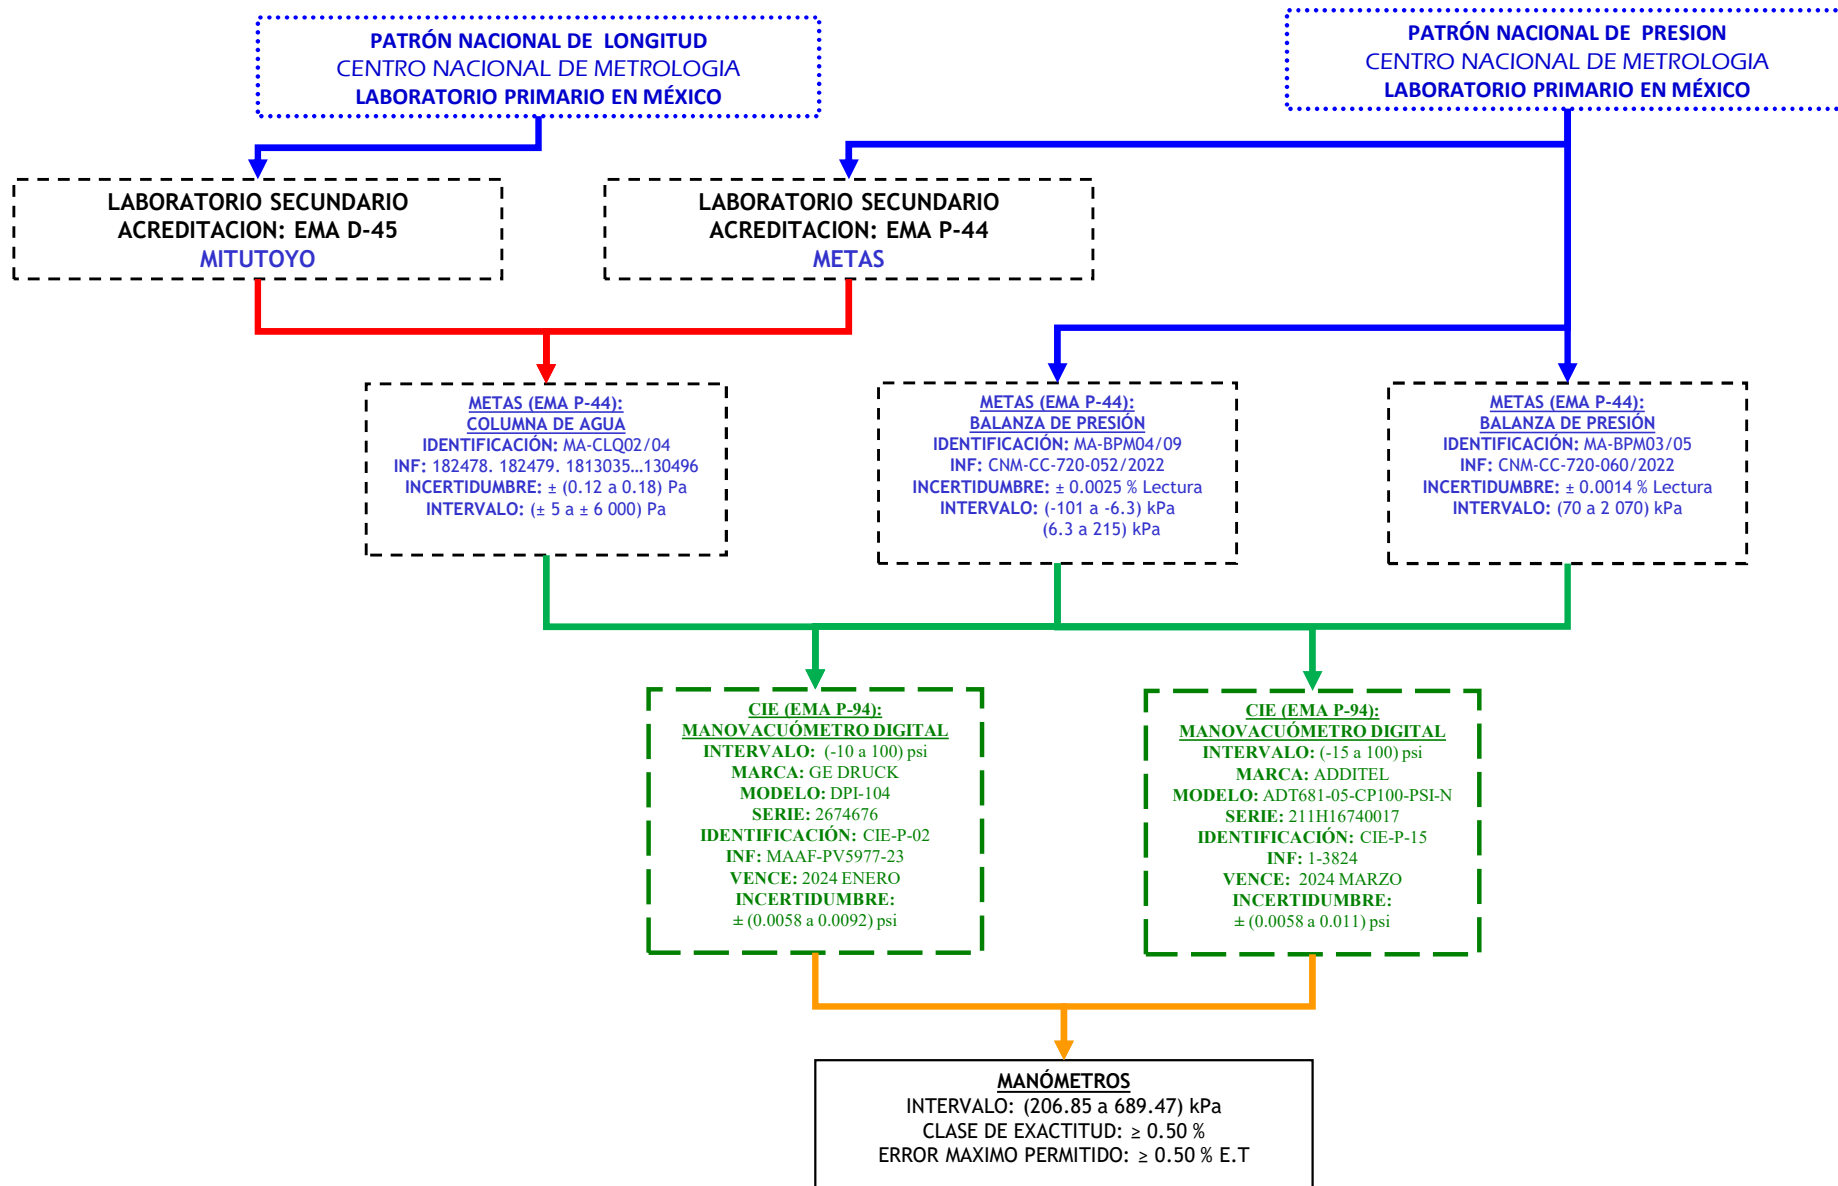 PATRÓN NACIONAL DE LONGITUD
CENTRO NACIONAL DE METROLOGIA
LABORATORIO PRIMARIO EN MÉXICO
PATRÓN NACIONAL DE PRESION
CENTRO NACIONAL DE METROLOGIA
LABORATORIO PRIMARIO EN MÉXICO
LABORATORIO SECUNDARIO
ACREDITACION: EMA D-45
MITUTOYO
LABORATORIO SECUNDARIO
ACREDITACION: EMA P-44
METAS
METAS (EMA P-44):
COLUMNA DE AGUA
IDENTIFICACIÓN: MA-CLQ02/04
INF: 182478. 182479. 1813035...130496
INCERTIDUMBRE: ± (0.12 a 0.18) Pa
INTERVALO: (± 5 a ± 6 000) Pa
METAS (EMA P-44):
BALANZA DE PRESIÓN
IDENTIFICACIÓN: MA-BPM04/09
INF: CNM-CC-720-052/2022
INCERTIDUMBRE: ± 0.0025 % Lectura
INTERVALO: (-101 a -6.3) kPa
(6.3 a 215) kPa
METAS (EMA P-44):
BALANZA DE PRESIÓN
IDENTIFICACIÓN: MA-BPM03/05
INF: CNM-CC-720-060/2022
INCERTIDUMBRE: ± 0.0014 % Lectura
INTERVALO: (70 a 2 070) kPa
CIE (EMA P-94):
MANOVACUÓMETRO DIGITAL
INTERVALO: (-10 a 100) psi
MARCA: GE DRUCK
MODELO: DPI-104
SERIE: 2674676
IDENTIFICACIÓN: CIE-P-02
INF: MAAF-PV5977-23
VENCE: 2024 ENERO
INCERTIDUMBRE:
± (0.0058 a 0.0092) psi
CIE (EMA P-94):
MANOVACUÓMETRO DIGITAL
INTERVALO: (-15 a 100) psi
MARCA: ADDITEL
MODELO: ADT681-05-CP100-PSI-N
SERIE: 211H16740017
IDENTIFICACIÓN: CIE-P-15
INF: 1-3824
VENCE: 2024 MARZO
INCERTIDUMBRE:
± (0.0058 a 0.011) psi
MANÓMETROS
INTERVALO: (206.85 a 689.47) kPa
CLASE DE EXACTITUD: ≥ 0.50 %
ERROR MAXIMO PERMITIDO: ≥ 0.50 % E.T